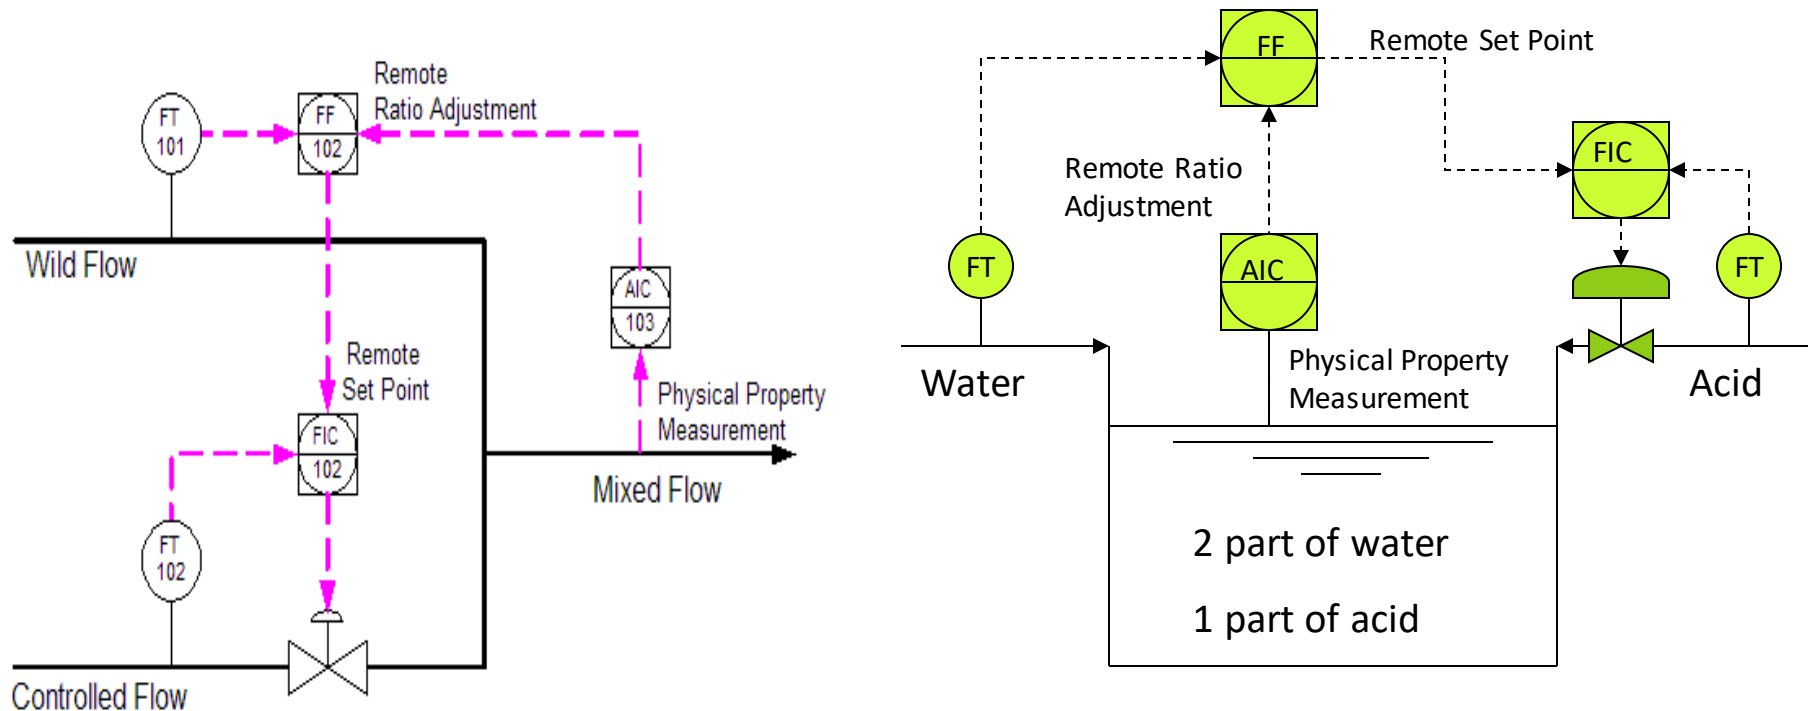 Remote
Ratio Adjustment
FT
101
FF
102
Wild Flow
AIC
103
Remote
Set Point
Physical Property
Measurement
FIC
102
Mixed Flow
FT
102
Controlled Flow
FF
Remote Set Point
FIC
Remote Ratio
Adjustment
FT
AIC
FT
Water
Physical Property
Measurement
Acid
2 part of water
1 part of acid